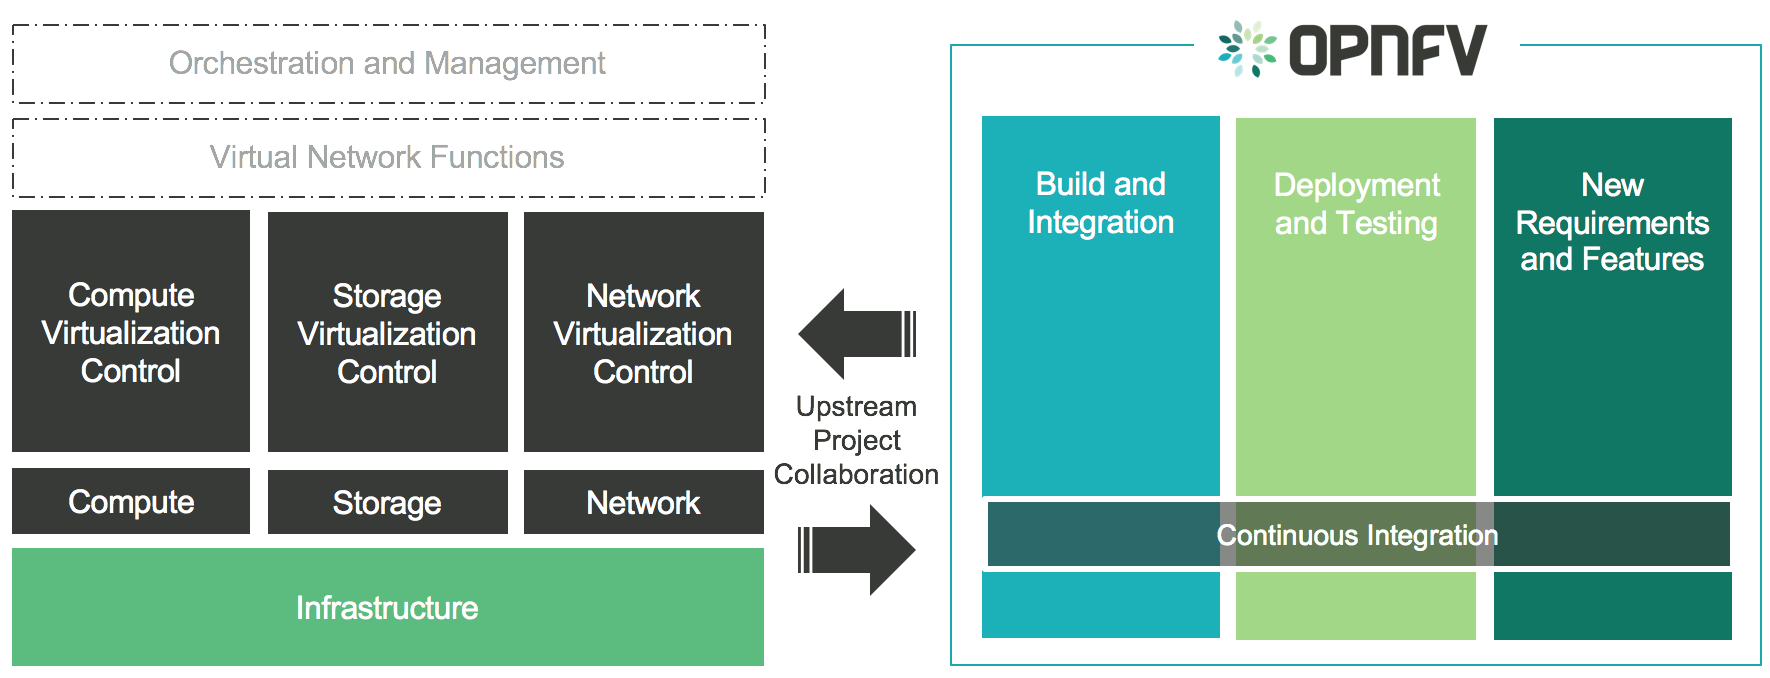 Orchestration and Management
Virtual Network Functions
Compute
Virtualization
Control
Storage
Virtualization
Control
Network
Virtualization
Control
Compute
Storage
Network
Infrastructure
Upstream
Project
Collaboration
OPNFV
Build and
Integration
Deployment
and Testing
New
Requirements
and Features
Continuous Integration